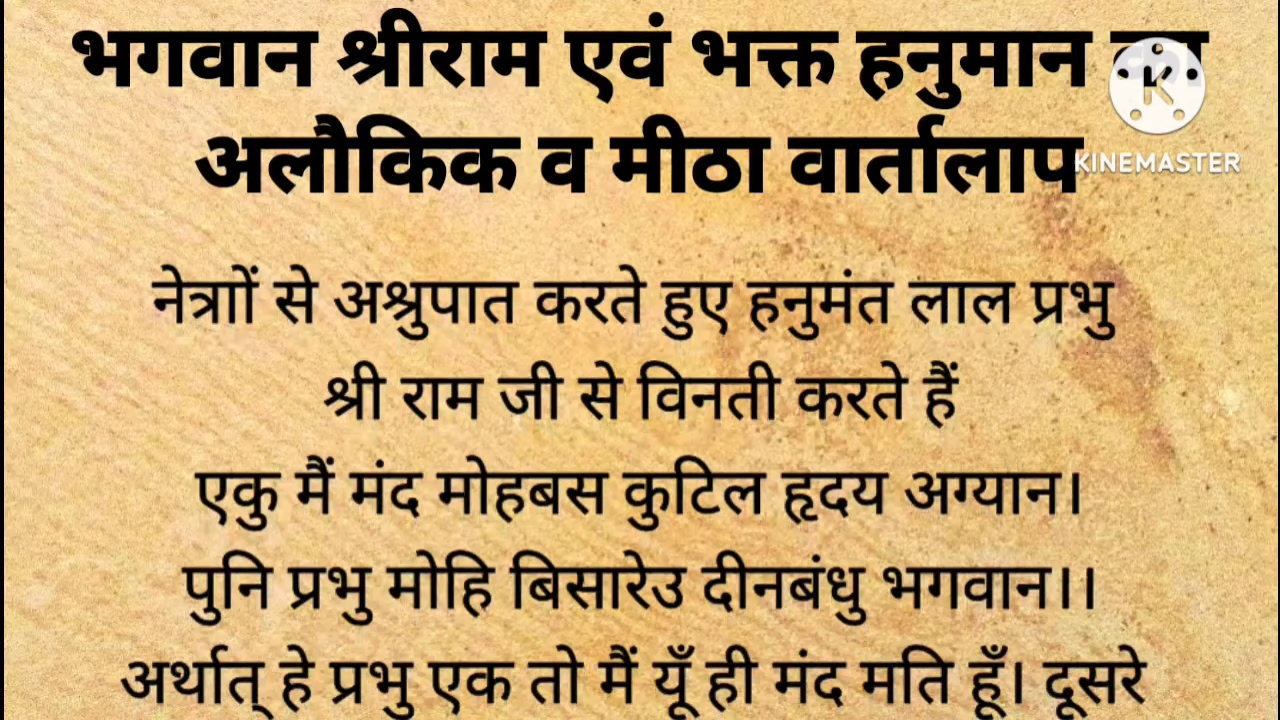 भगवान श्रीराम एवं भक्त हनुमान का
अलौकिक व मीठा वार्तालाप
KINEMASTER
नेत्राों से अश्रुपात करते हुए हनुमंत लाल प्रभु
श्री राम जी से विनती करते हैं
एकु मैं मंद मोहबस कुटिल हृदय अग्यान।
पुनि प्रभु मोहि बिसारेउ दीनबंधु भगवान।।
अर्थात् हे प्रभु एक तो मैं यूँ ही मंद मति हूँ। दूसरे